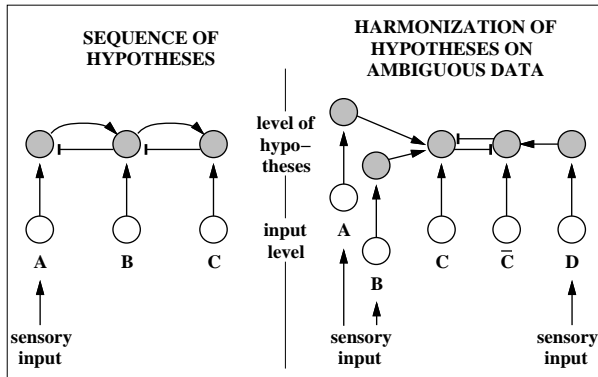 SEQUENCE OF
HYPOTHESES
A
B
C
sensory
input
level of
hypo–
theses
input
level
HARMONIZATION OF
HYPOTHESES ON
AMBIGUOUS DATA
A
B
C
C̅
D
sensory
input
sensory
input